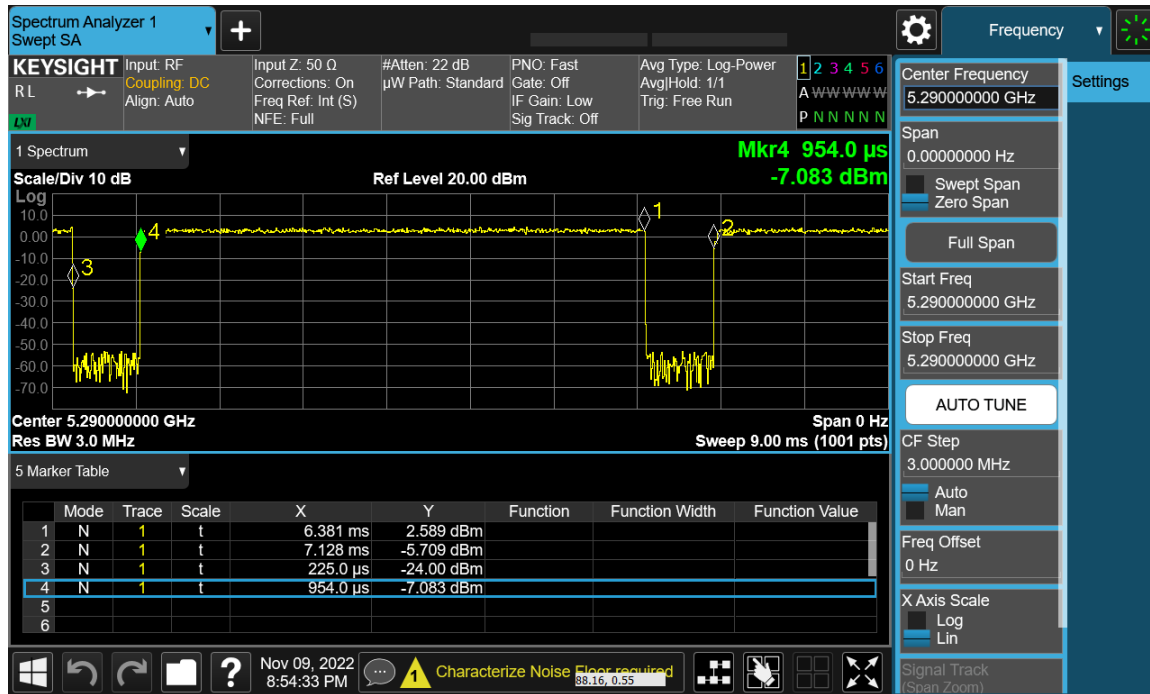 Spectrum Analyzer 1
Swept SA
Frequency
KEYSIGHT
RL
LXI
Input: RF
Coupling: DC
Align: Auto
Input Z: 50 Ω
Corrections: On
Freq Ref: Int (S)
NFE: Full
#Atten: 22 dB
µW Path: Standard
PNO: Fast
Gate: Off
IF Gain: Low
Sig Track: Off
Avg Type: Log-Power
Avg|Hold: 1/1
Trig: Free Run
1 2 3 4 5 6
A W W W W W W
P N N N N N
Center Frequency
5.290000000 GHz
Settings
Span
0.00000000 Hz
Swept Span
Zero Span
Full Span
Start Freq
5.290000000 GHz
Stop Freq
5.290000000 GHz
AUTO TUNE
CF Step
3.000000 MHz
Auto
Man
Freq Offset
0 Hz
X Axis Scale
Log
Lin
Signal Track
(Span Zoom)
1 Spectrum
Mkr4 954.0 µs
-7.083 dBm
Scale/Div 10 dB
Ref Level 20.00 dBm
Log
10.0
0.00
-10.0
-20.0
-30.0
-40.0
-50.0
-60.0
-70.0
1
2
3
4
Center 5.290000000 GHz
Span 0 Hz
Res BW 3.0 MHz
Sweep 9.00 ms (1001 pts)
5 Marker Table
Mode Trace Scale X Y Function Function Width Function Value
1 N 1 t 6.381 ms 2.589 dBm
2 N 1 t 7.128 ms -5.709 dBm
3 N 1 t 225.0 µs -24.00 dBm
4 N 1 t 954.0 µs -7.083 dBm
5
6
?
Nov 09, 2022
8:54:33 PM
1
Characterize Noise Floor required
88.16, 0.55